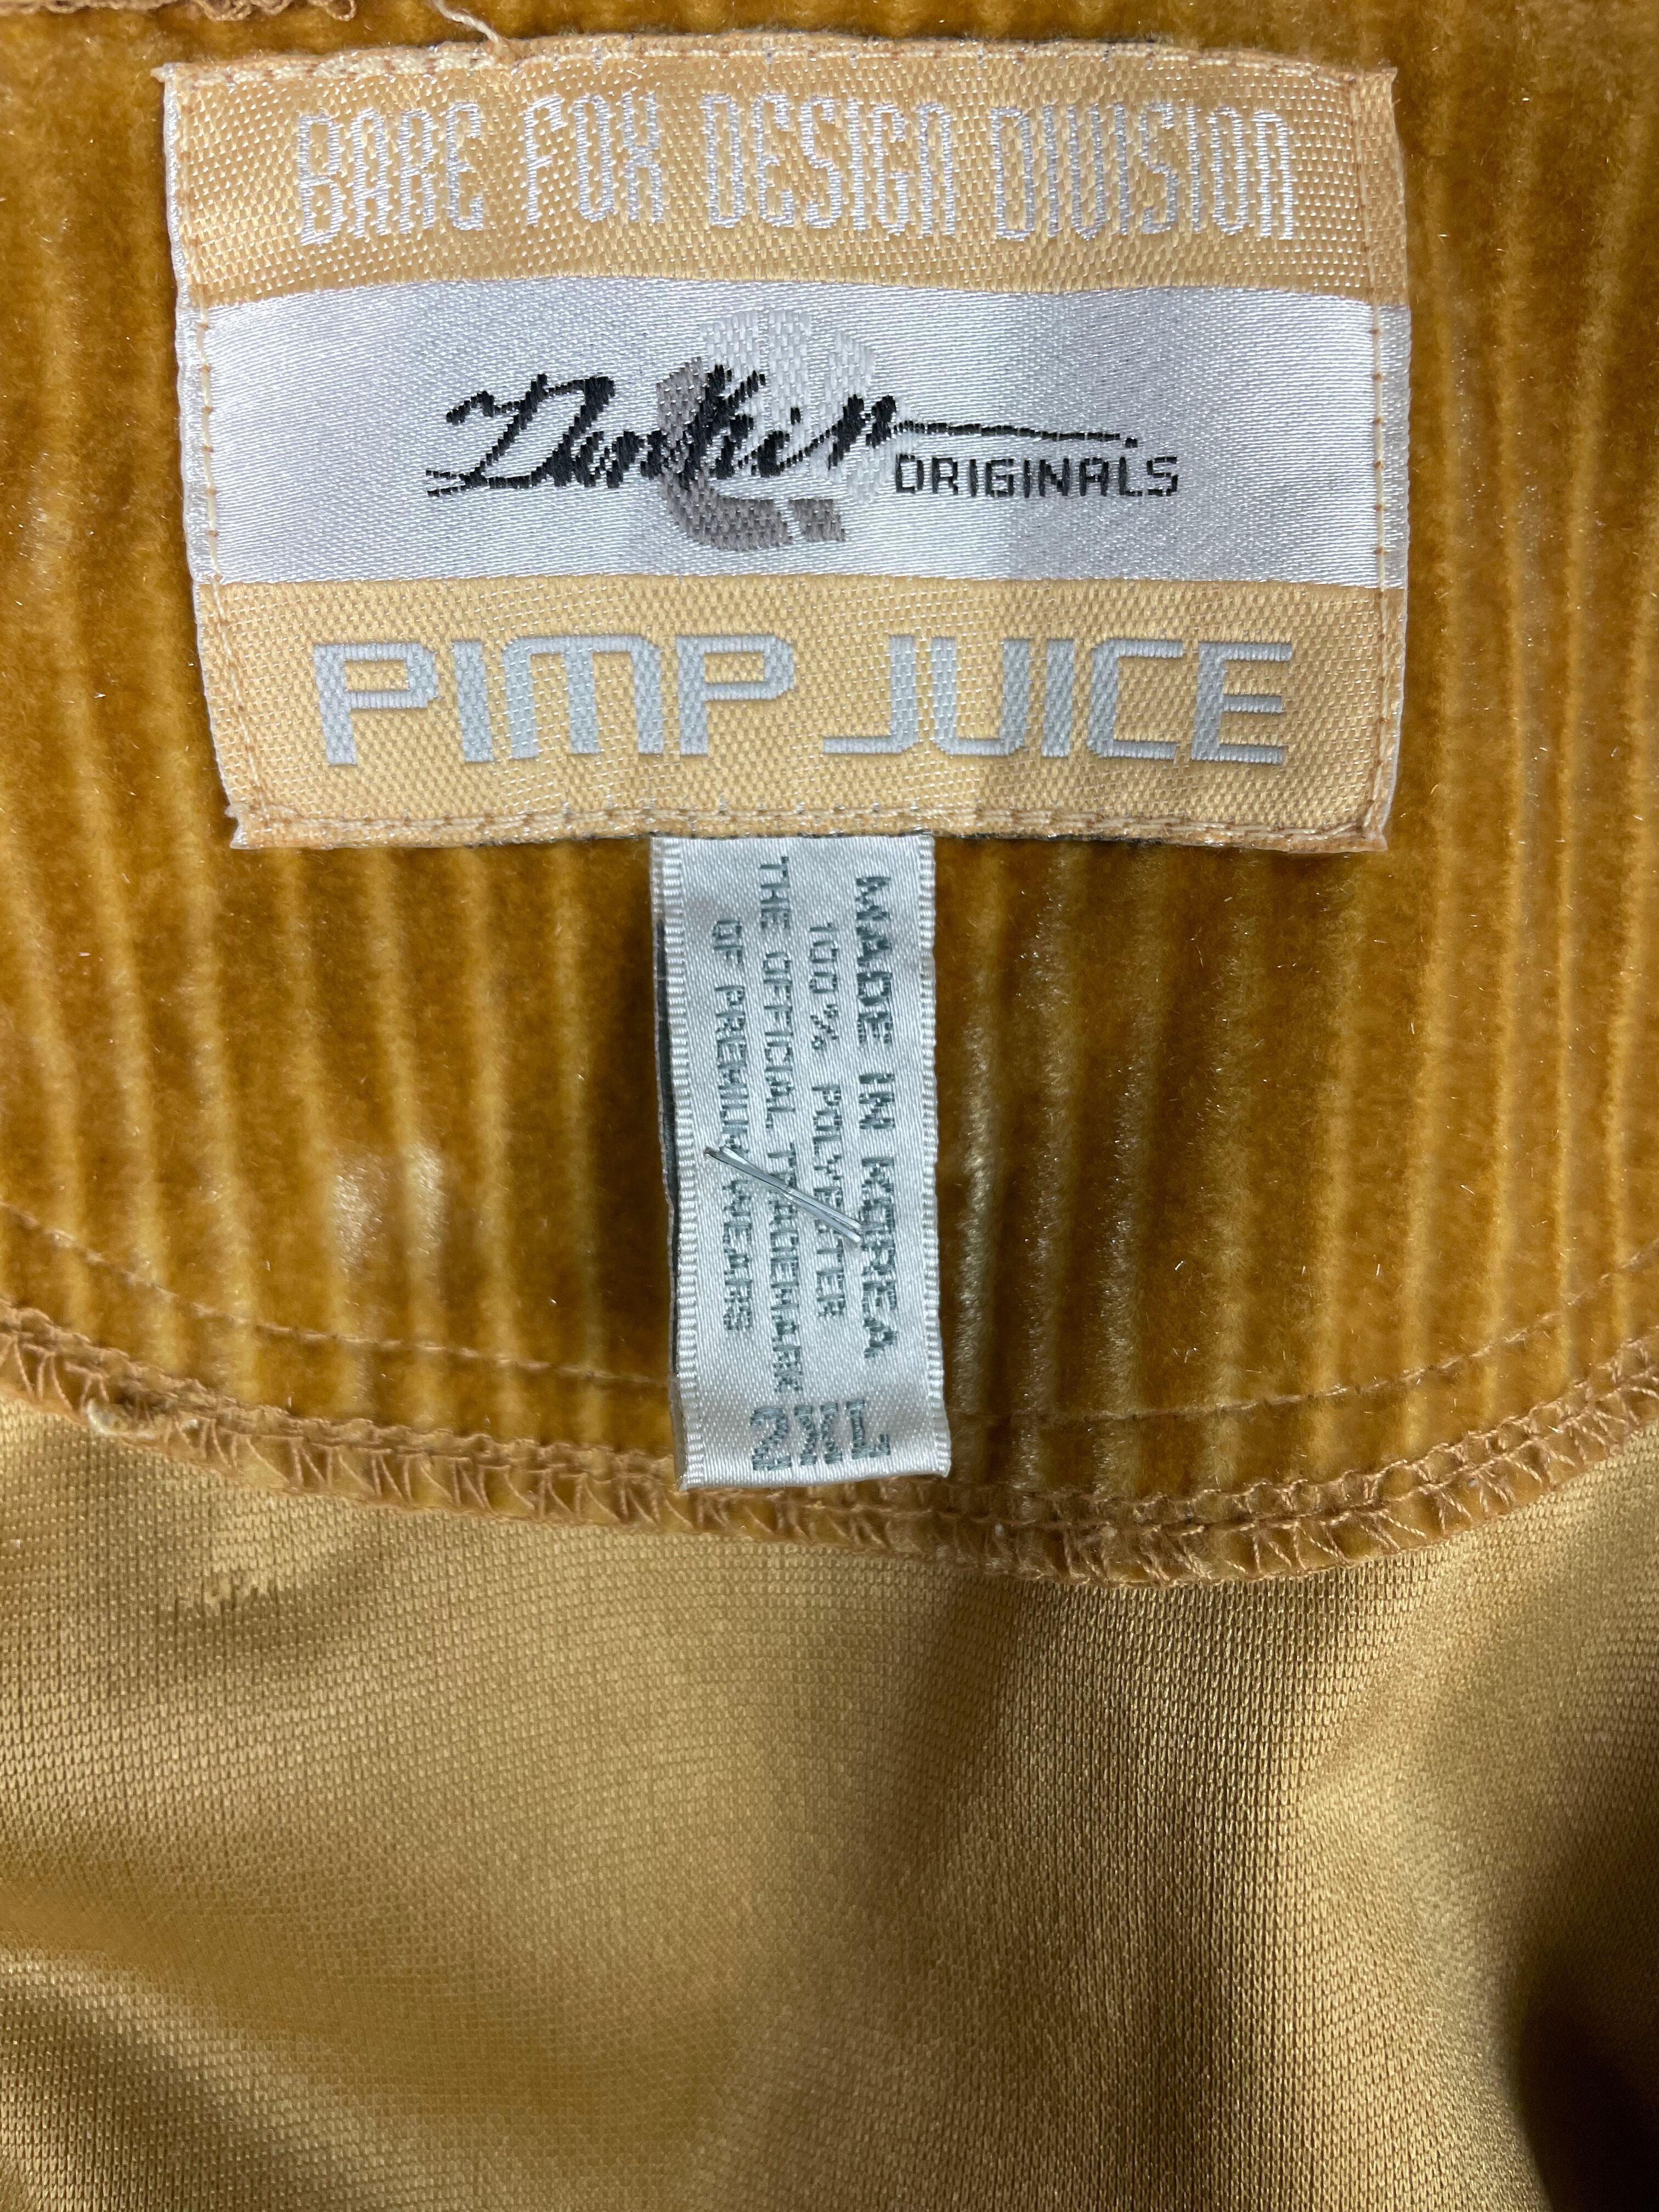 BARE FOX DESIGN DIVISION
Dunkin
ORIGINALS
PIMP JUICE
MADE IN KOREA
100% POLYESTER
THE OFFICIAL TRADEMARK
OF PREMIUM WEARS